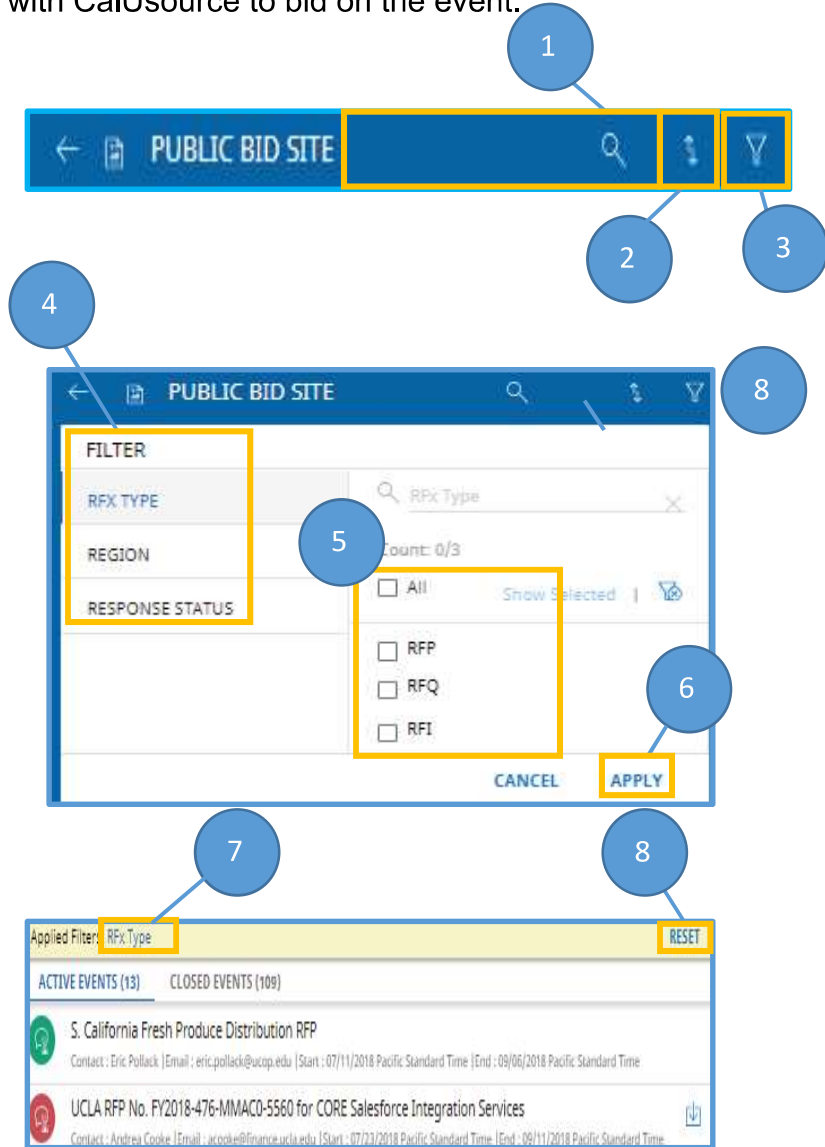 with CalUsource to bid on the event.
1
PUBLIC BID SITE
2
3
4
PUBLIC BID SITE
8
FILTER
RFX TYPE
RFx Type
REGION
5
Count: 0/3
RESPONSE STATUS
All
Show Selected |
RFP
RFQ
6
RFI
CANCEL APPLY
7
8
Applied Filter: RFx Type RESET
ACTIVE EVENTS (13) CLOSED EVENTS (109)
S. California Fresh Produce Distribution RFP
Contact : Eric Pollack |Email : eric.pollack@ucop.edu |Start : 07/11/2018 Pacific Standard Time |End : 09/06/2018 Pacific Standard Time
UCLA RFP No. FY2018-476-MMAC0-5560 for CORE Salesforce Integration Services
Contact : Andrea Cooke |Email : acooke@finance.ucla.edu |Start : 07/23/2018 Pacific Standard Time |End : 09/11/2018 Pacific Standard Time